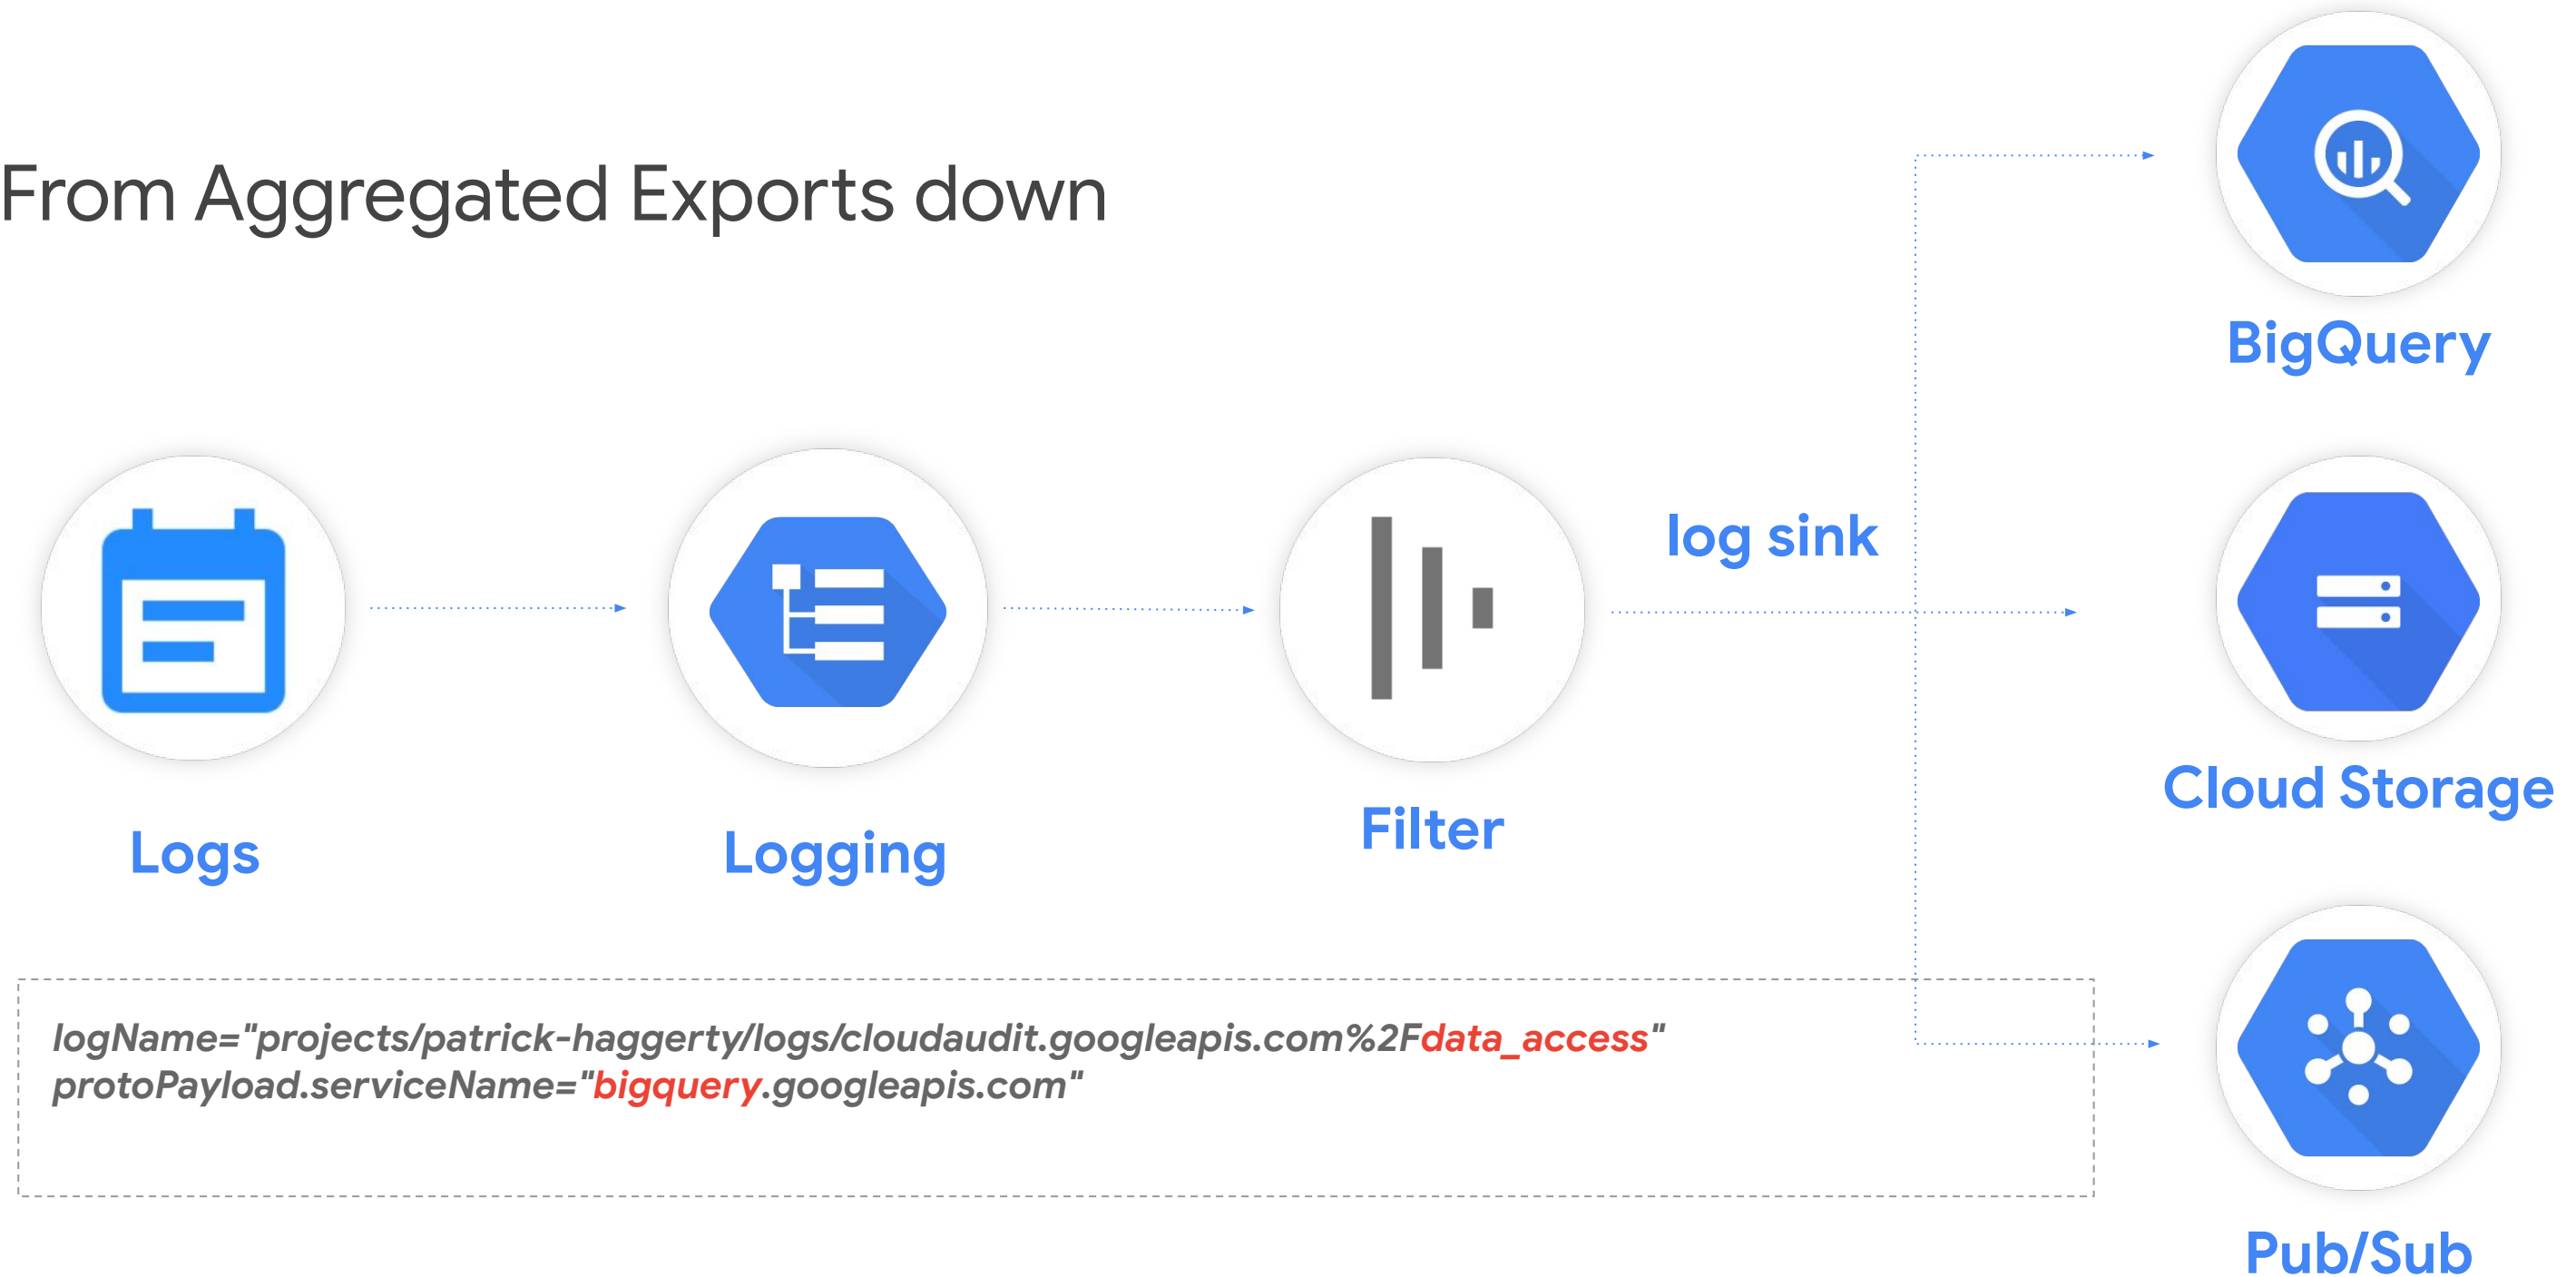 From Aggregated Exports down
BigQuery
log sink
Cloud Storage
Logs
Logging
Filter
logName="projects/patrick-haggerty/logs/cloudaudit.googleapis.com%2Fdata_access"
protoPayload.serviceName="bigquery.googleapis.com"
Pub/Sub